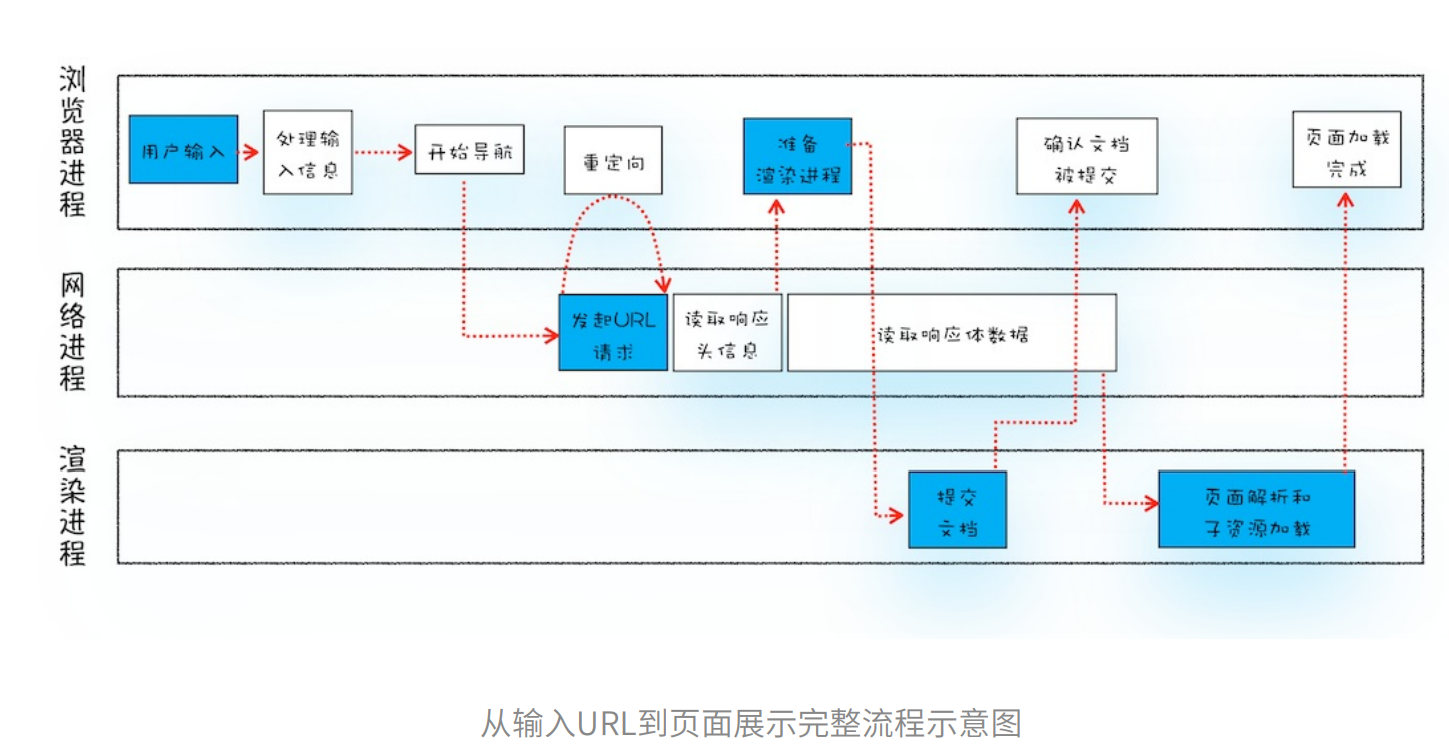 浏览器进程
用户输入
处理输
入信息
开始导航
重定向
准备
渲染进程
确认文档
被提交
页面加载
完成
网络进程
发起URL
请求
读取响应
头信息
读取响应体数据
渲染进程
提交
文档
页面解析和
子资源加载
从输入URL到页面展示完整流程示意图